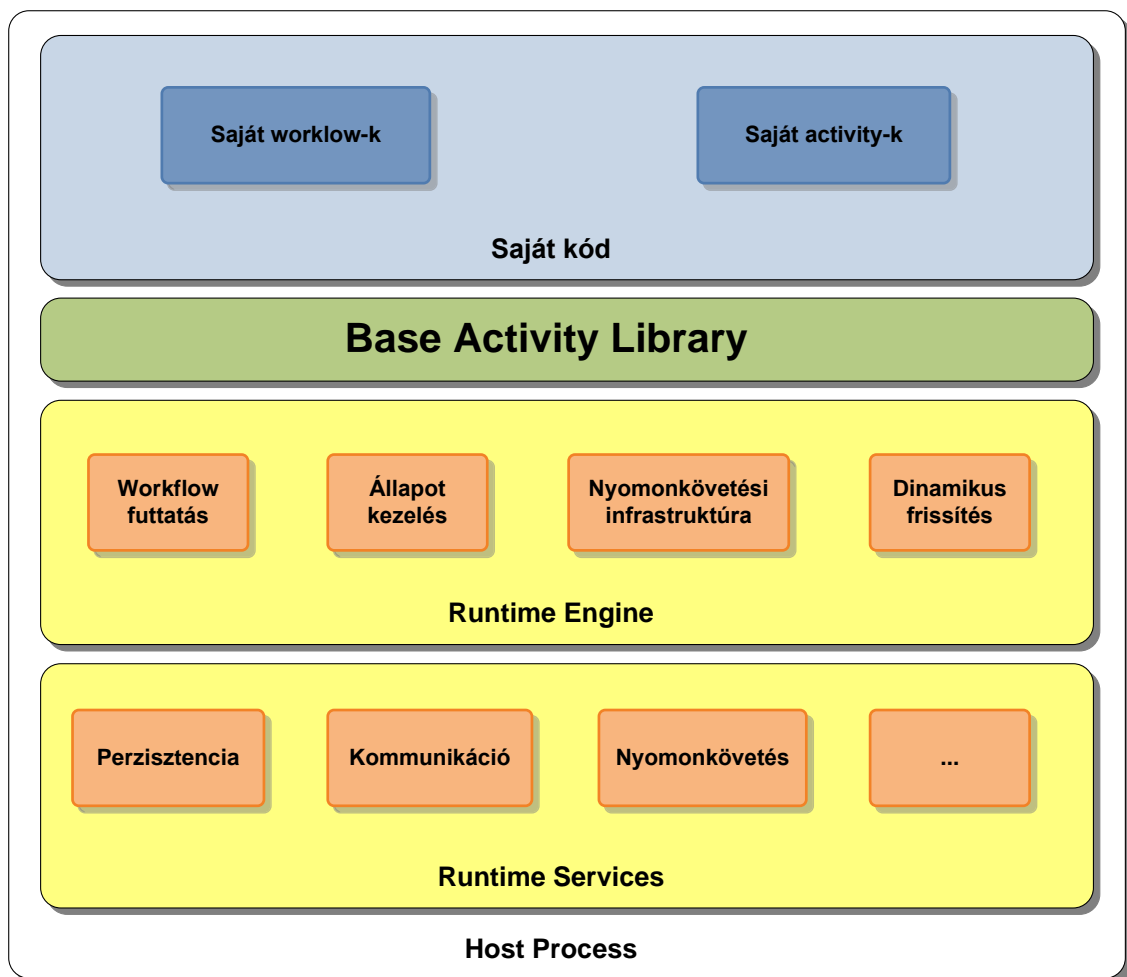 Saját worklow-k
Saját activity-k
Saját kód
Base Activity Library
Workflow
futtatás
Állapot
kezelés
Nyomonkövetési
infrastruktúra
Dinamikus
frissítés
Runtime Engine
Perzisztencia
Kommunikáció
Nyomonkövetés
...
Runtime Services
Host Process